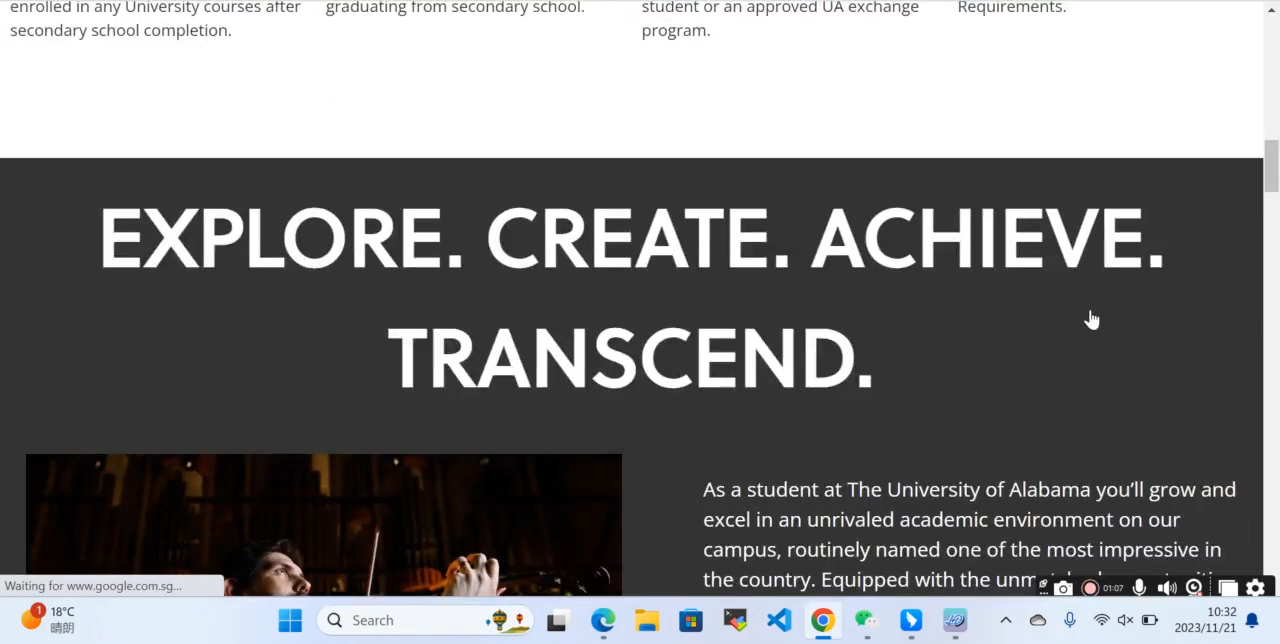 enrolled in any University courses after
secondary school completion.
graduating from secondary school.
student or an approved UA exchange
program.
Requirements.
EXPLORE. CREATE. ACHIEVE.
TRANSCEND.
As a student at The University of Alabama you'll grow and
excel in an unrivaled academic environment on our
campus, routinely named one of the most impressive in
the country. Equipped with the
Waiting for www.google.com.sg...
01:07
1
18°C
晴朗
Search
10:32
2023/11/21